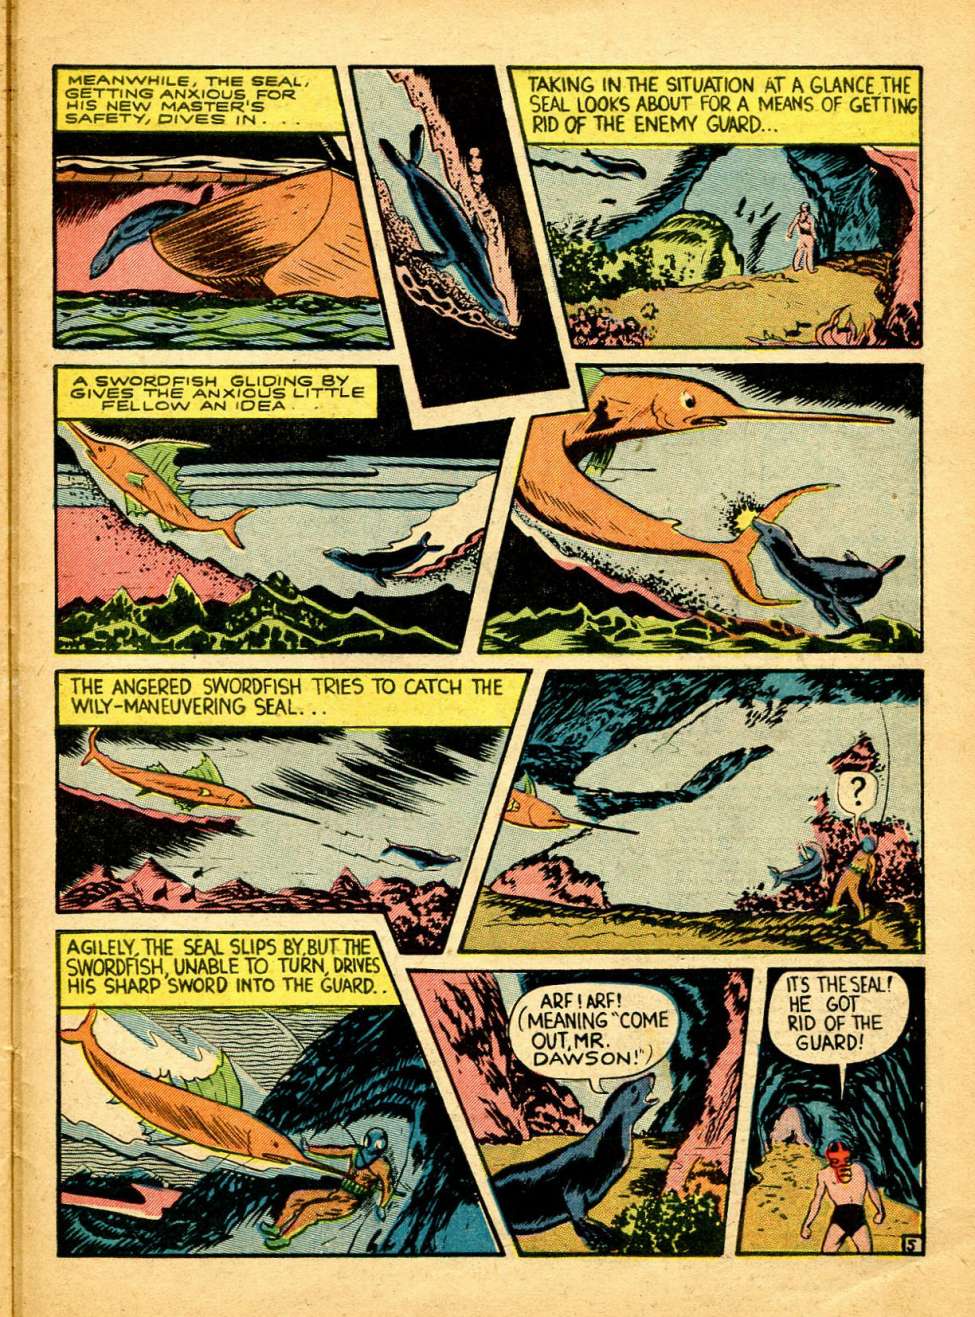 MEANWHILE, THE SEAL,
GETTING ANXIOUS FOR
HIS NEW MASTER'S
SAFETY, DIVES IN . . .
TAKING IN THE SITUATION AT A GLANCE, THE
SEAL LOOKS ABOUT FOR A MEANS OF GETTING
RID OF THE ENEMY GUARD...
A SWORDFISH GLIDING BY
GIVES THE ANXIOUS LITTLE
FELLOW AN IDEA . . .
THE ANGERED SWORDFISH TRIES TO CATCH THE
WILY-MANEUVERING SEAL...
?
AGILELY, THE SEAL SLIPS BY, BUT THE
SWORDFISH, UNABLE TO TURN, DRIVES
HIS SHARP SWORD INTO THE GUARD..
ARF! ARF!
(MEANING "COME
OUT, MR.
DAWSON!")
IT'S THE SEAL!
HE GOT
RID OF THE
GUARD!
5